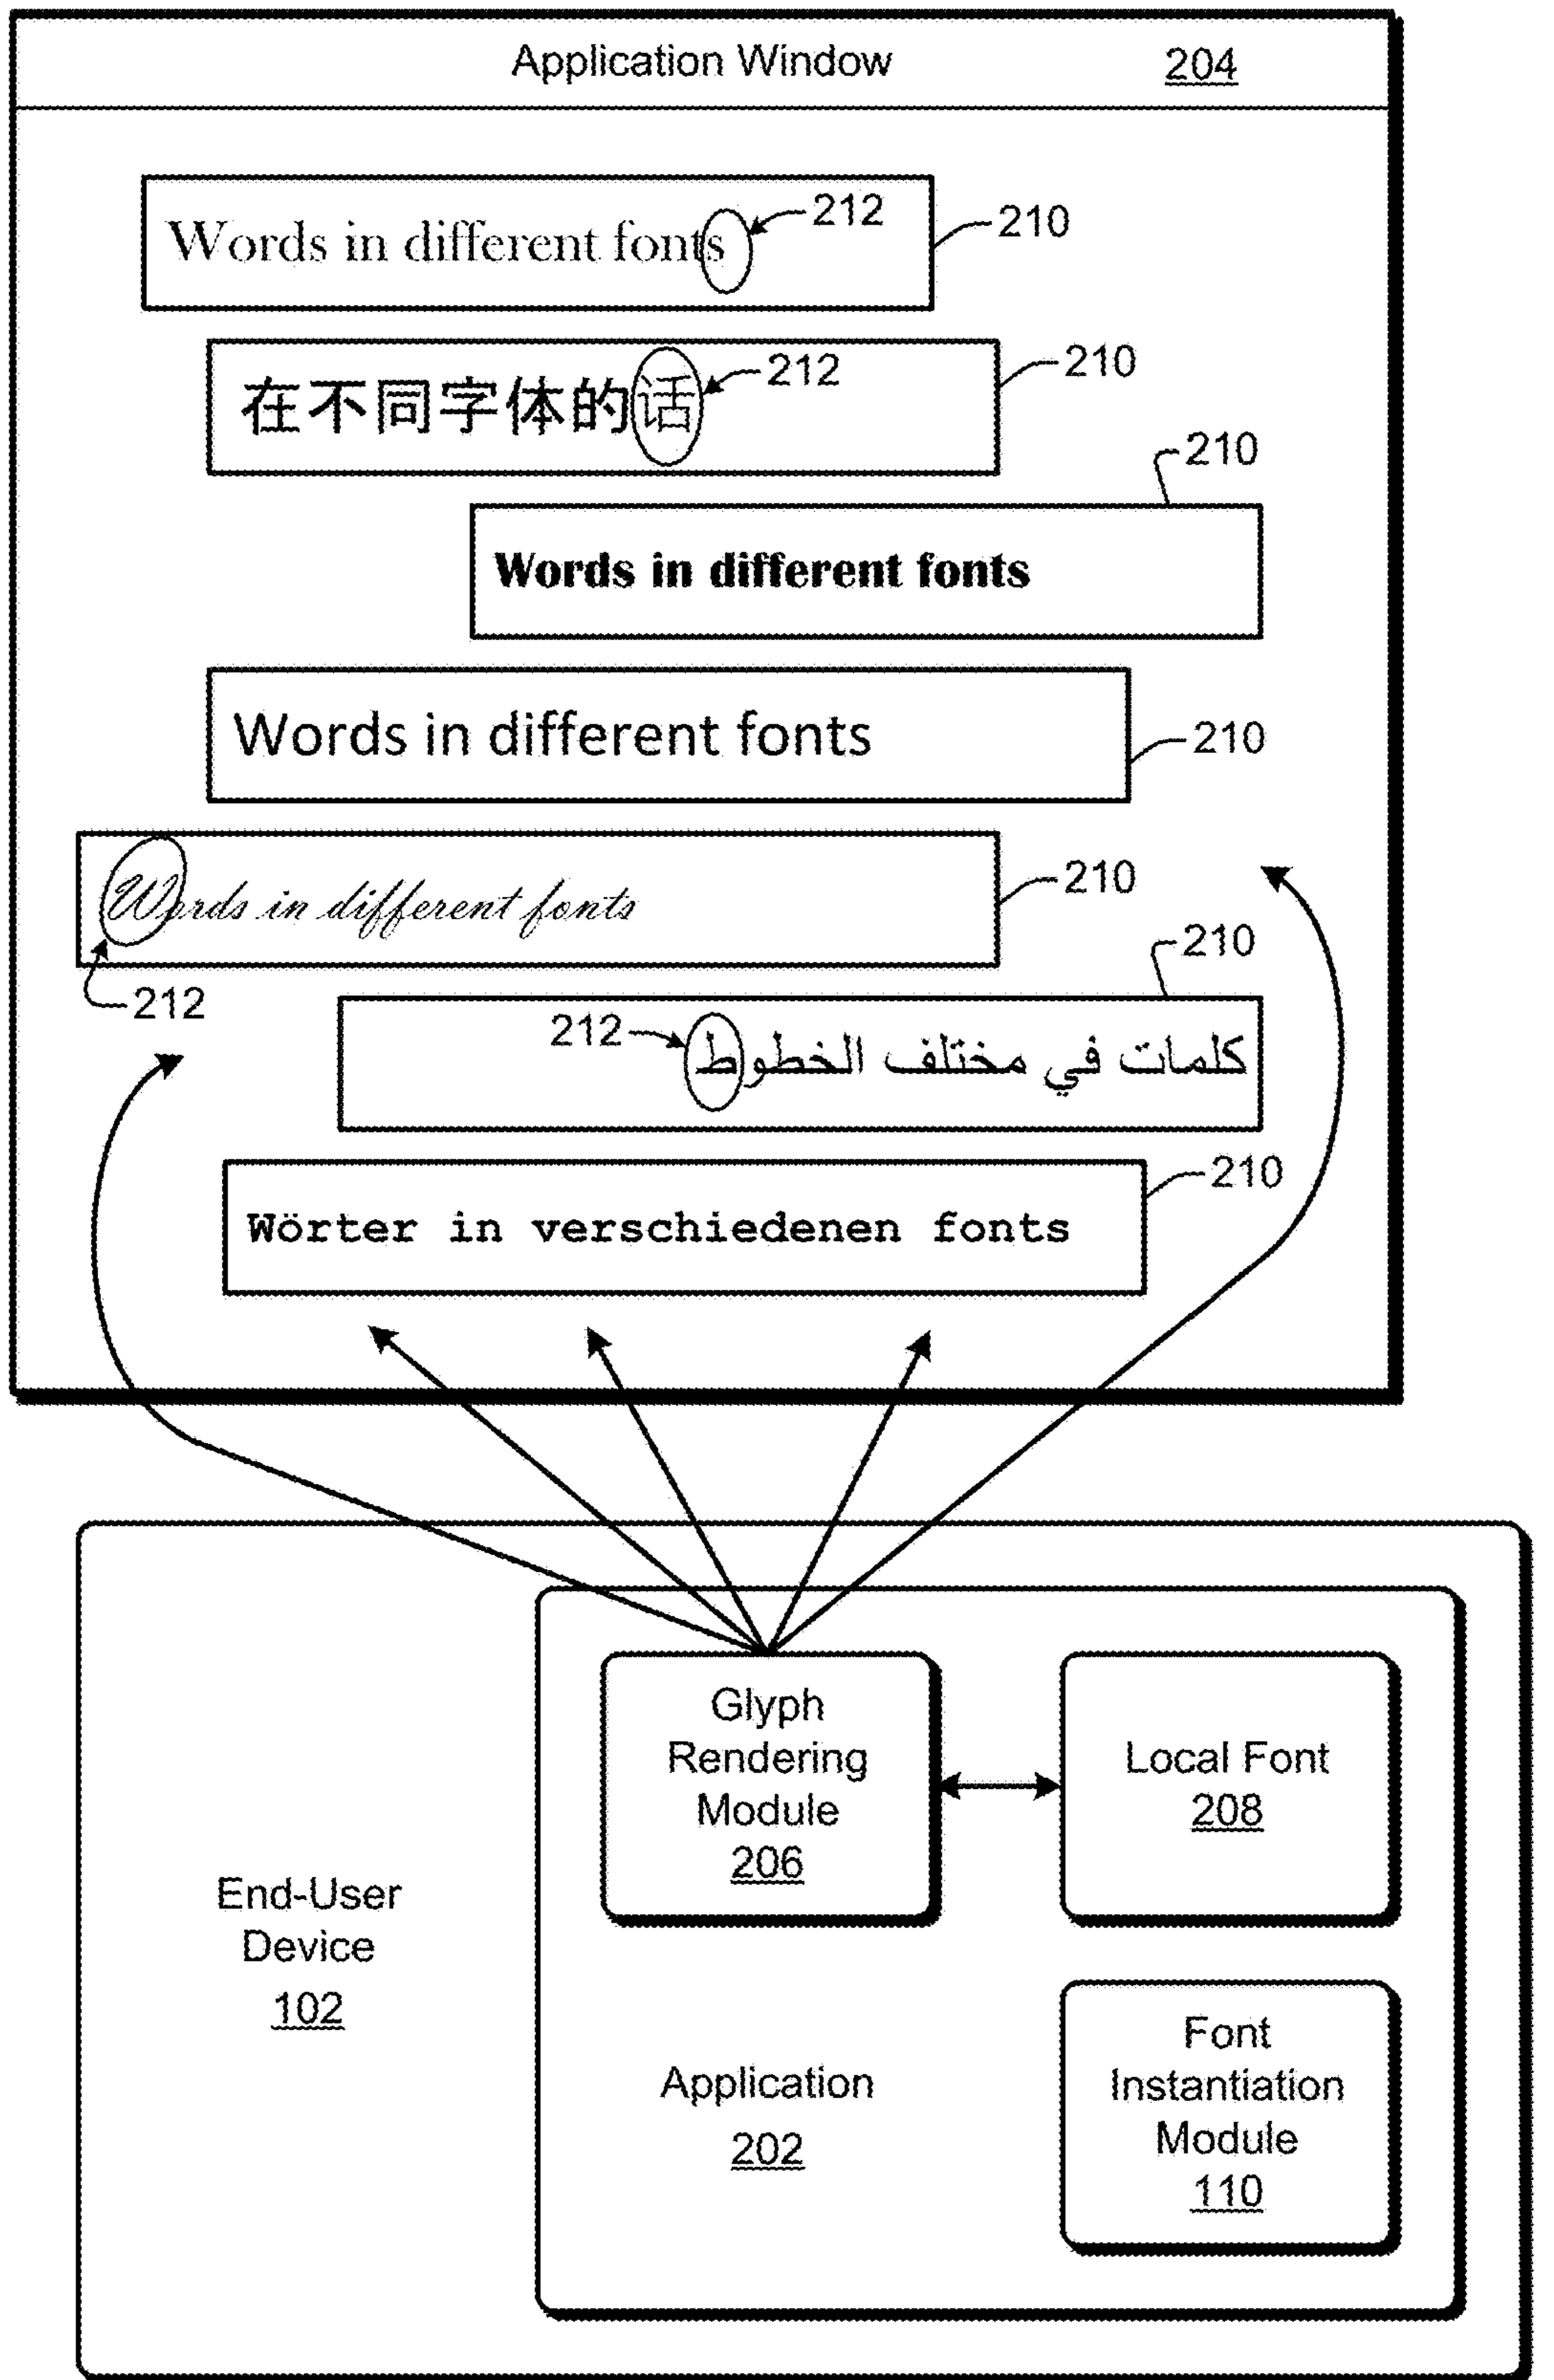 Application Window 204
Words in different fonts 212 210
在不同字体的话 212 210
210
Words in different fonts
Words in different fonts 210
Words in different fonts 210
212
210
212 كلمات في مختلف الخطوط
210
Wörter in verschiedenen fonts
Glyph
Rendering
Module
206
Local Font
208
End-User
Device
102
Application
202
Font
Instantiation
Module
110